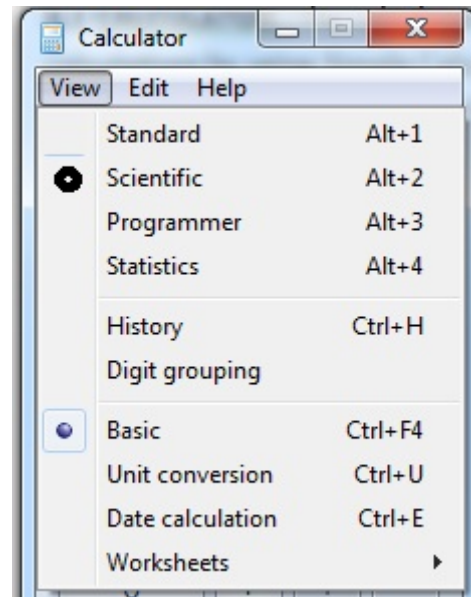 Calculator
View Edit Help
Standard Alt+1
Scientific Alt+2
Programmer Alt+3
Statistics Alt+4
History Ctrl+H
Digit grouping
Basic Ctrl+F4
Unit conversion Ctrl+U
Date calculation Ctrl+E
Worksheets